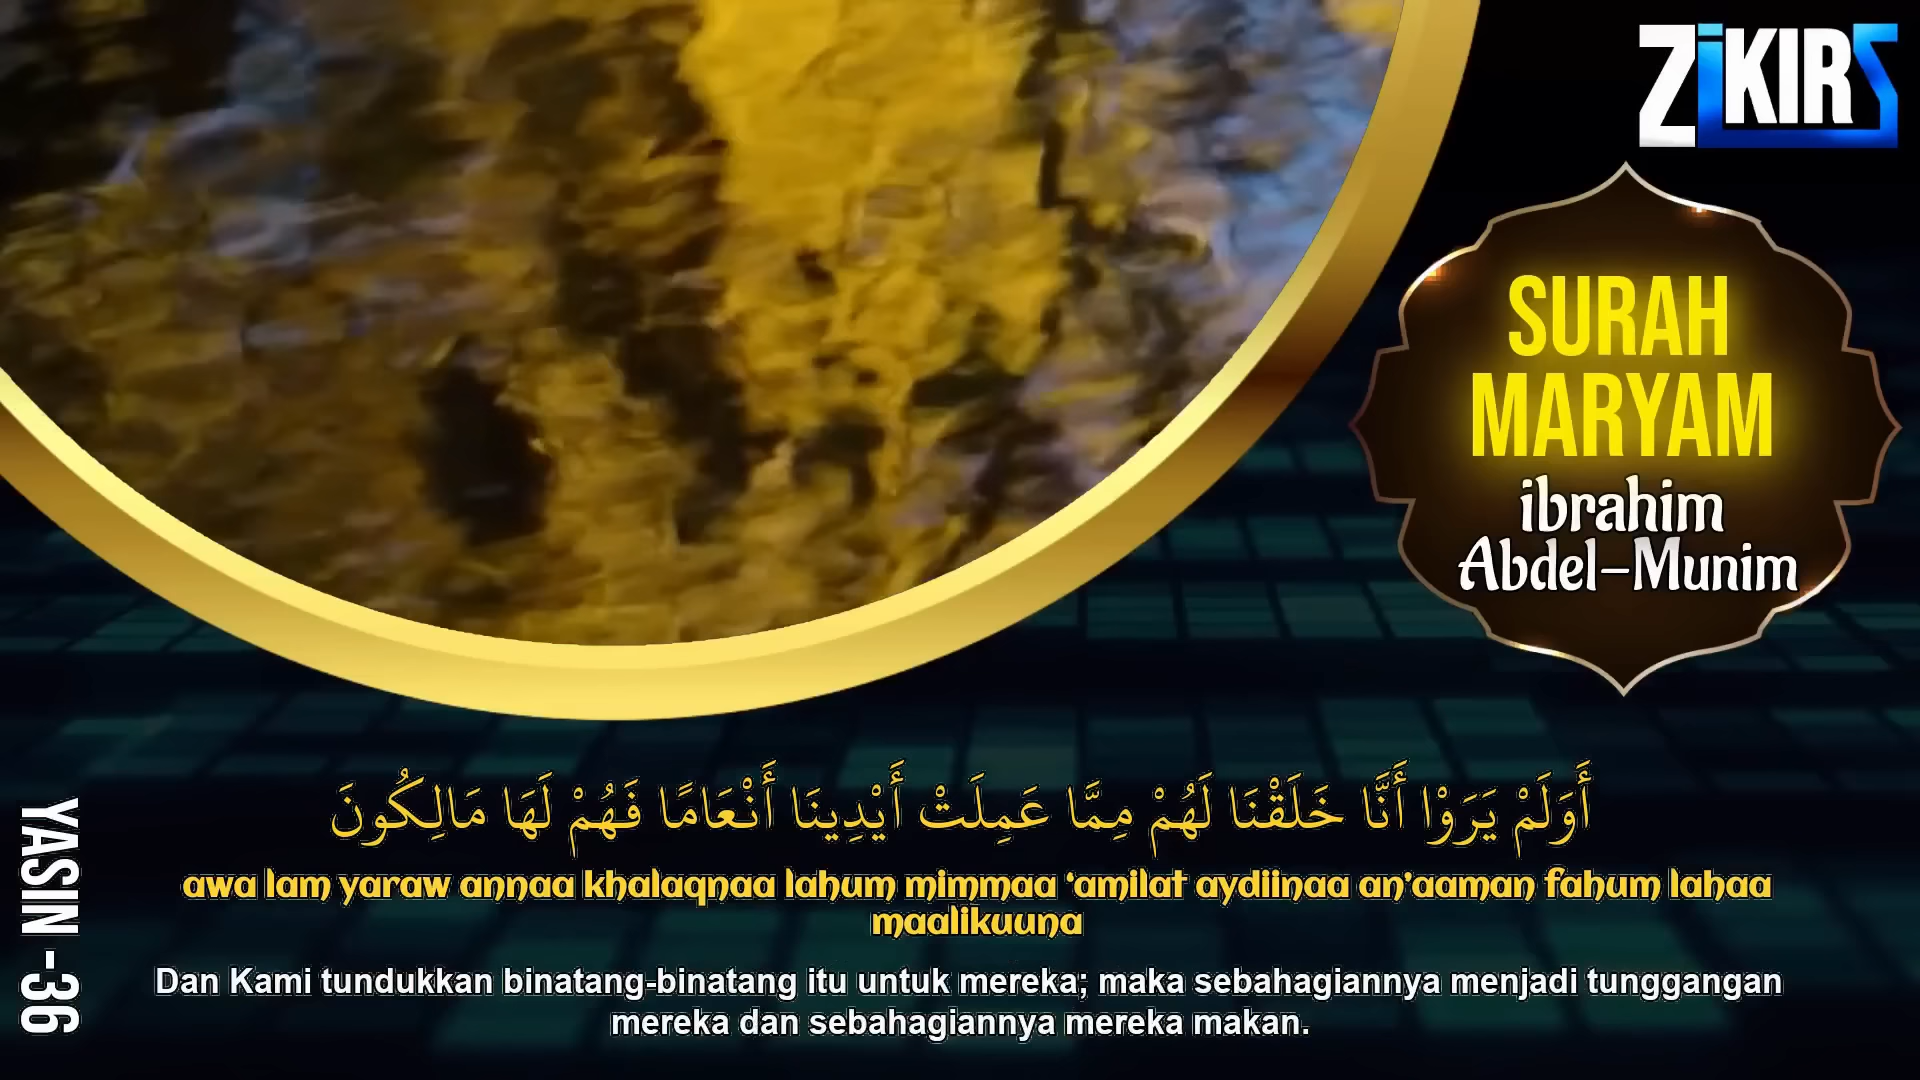 ZiKIRS
SURAH
MARYAM
ibrahim
Abdel-Munim
أَوَلَمْ يَرَوْا أَنَّا خَلَقْنَا لَهُمْ مِمَّا عَمِلَتْ أَيْدِينَا أَنْعَامًا فَهُمْ لَهَا مَالِكُونَ
awa lam yaraw annaa khalaqnaa lahum mimmaa ‘amilat aydiinaa an’aaman fahum lahaa
maalikuuna
Dan Kami tundukkan binatang-binatang itu untuk mereka; maka sebahagiannya menjadi tunggangan
mereka dan sebahagiannya mereka makan.
YASIN -36